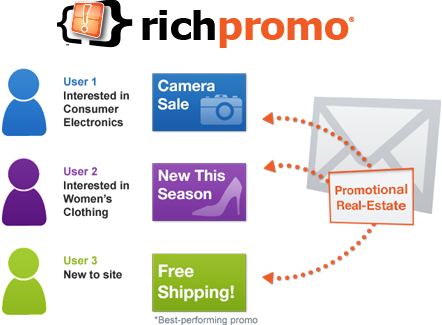 richpromo®
User 1
Interested in
Consumer
Electronics
Camera
Sale
User 2
Interested in
Women's
Clothing
New This
Season
Promotional
Real-Estate
User 3
New to site
Free
Shipping!
*Best-performing promo